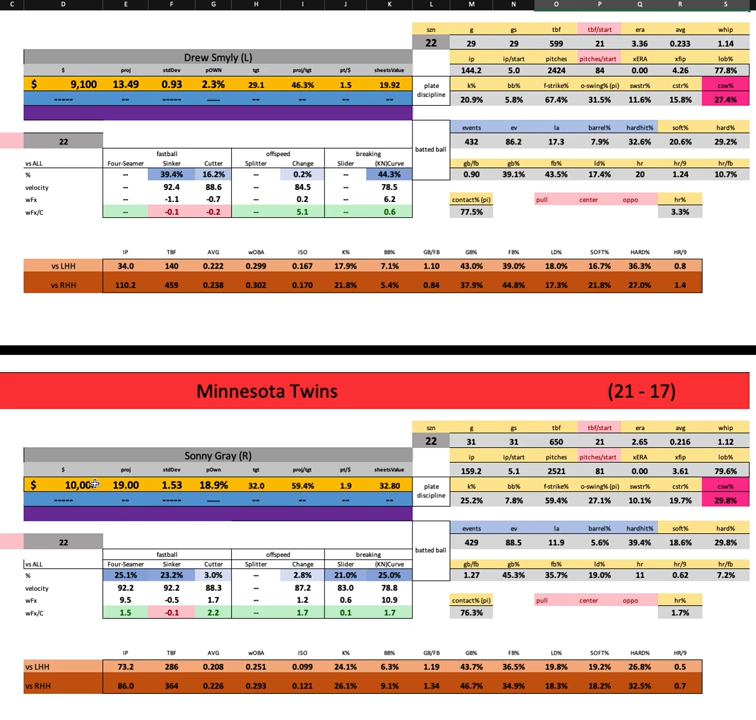 C D E F G H I J K L M N O P Q R S
szn g gs tbf tbf/start era avg whip
22 29 29 599 21 3.36 0.233 1.14
Drew Smyly (L)
ip ip/s pitches pitches/start xERA xfip lob%
144.2 5.0 2424 84 0.00 4.26 77.8%
$ proj stdDev pOWN tgt proj/tgt pt/$ sheetsValue
$ 9,100 13.49 0.93 2.3% 29.1 46.3% 1.5 19.92
plate discipline
k% bb% f-strike% o-swing% (pi) swstr% cstr% csw%
20.9% 5.8% 67.4% 31.5% 11.6% 15.8% 27.4%
----- -- -- ----- -- -- -- --
22
batted ball
events ev la barrel% hardhit% soft% hard%
432 86.2 17.3 7.9% 32.6% 20.6% 29.2%
fastball offspeed breaking
vs ALL Four-Seamer Sinker Cutter Splitter Change Slider (KN)Curve
gb/fb gb% fb% ld% hr hr/9 hr/fb
0.90 39.1% 43.5% 17.4% 20 1.24 10.7%
% -- 39.4% 16.2% -- 0.2% -- 44.3%
velocity -- 92.4 88.6 -- 84.5 -- 78.5
wFx -- -1.1 -0.7 -- 0.2 -- 6.2
wFx/C -- -0.1 -0.2 -- 5.1 -- 0.6
contact% (pi) pull center oppo hr%
77.5% 3.3%
IP TBF AVG wOBA ISO K% BB% GB/FB GB% FB% LD% SOFT% HARD% HR/9
vs LHH 34.0 140 0.222 0.299 0.167 17.9% 7.1% 1.10 43.0% 39.0% 18.0% 16.7% 36.3% 0.8
vs RHH 110.2 459 0.238 0.302 0.170 21.8% 5.4% 0.84 37.9% 44.8% 17.3% 21.8% 27.0% 1.4
Minnesota Twins (21 - 17)
szn g gs tbf tbf/start era avg whip
22 31 31 650 21 2.65 0.216 1.12
Sonny Gray (R)
ip ip/s pitches pitches/start xERA xfip lob%
159.2 5.1 2521 81 0.00 3.61 79.6%
$ proj stdDev pOwn tgt proj/tgt pt/$ sheetsValue
$ 10,00 19.00 1.53 18.9% 32.0 59.4% 1.9 32.80
plate discipline
k% bb% f-strike% o-swing% (pi) swstr% cstr% csw%
25.2% 7.8% 59.4% 27.1% 10.1% 19.7% 29.8%
----- -- -- ----- -- -- -- --
22
batted ball
events ev la barrel% hardhit% soft% hard%
429 88.5 11.9 5.6% 39.4% 18.6% 29.8%
fastball offspeed breaking
vs ALL Four-Seamer Sinker Cutter Splitter Change Slider (KN)Curve
gb/fb gb% fb% ld% hr hr/9 hr/fb
1.27 45.3% 35.7% 19.0% 11 0.62 7.2%
% 25.1% 23.2% 3.0% -- 2.8% 21.0% 25.0%
velocity 92.2 92.2 88.3 -- 87.2 83.0 78.8
wFx 9.5 -0.5 1.7 -- 1.2 0.6 10.9
wFx/C 1.5 -0.1 2.2 -- 1.7 0.1 1.7
contact% (pi) pull center oppo hr%
76.3% 1.7%
IP TBF AVG wOBA ISO K% BB% GB/FB GB% FB% LD% SOFT% HARD% HR/9
vs LHH 73.2 286 0.208 0.251 0.099 24.1% 6.3% 1.19 43.7% 36.5% 19.8% 19.2% 26.8% 0.5
vs RHH 86.0 364 0.226 0.293 0.121 26.1% 9.1% 1.34 46.7% 34.9% 18.3% 18.2% 32.5% 0.7